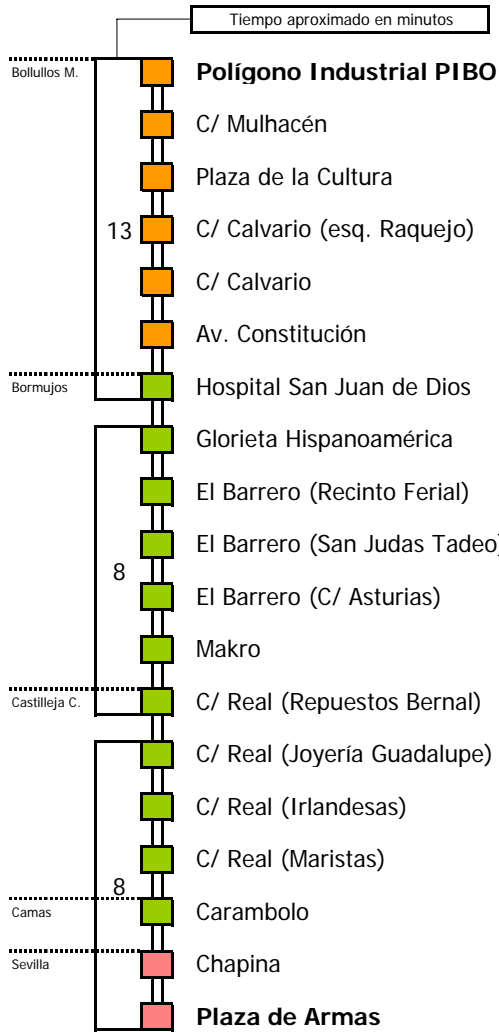 Tiempo aproximado en minutos
Bollullos M.
Polígono Industrial PIBO
C/ Mulhacén
Plaza de la Cultura
13
C/ Calvario (esq. Raquejo)
C/ Calvario
Av. Constitución
Bormujos
Hospital San Juan de Dios
Glorieta Hispanoamérica
El Barrero (Recinto Ferial)
El Barrero (San Judas Tadeo)
8
El Barrero (C/ Asturias)
Makro
Castilleja C.
C/ Real (Repuestos Bernal)
C/ Real (Joyería Guadalupe)
C/ Real (Irlandesas)
C/ Real (Maristas)
8
Camas
Carambolo
Sevilla
Chapina
Plaza de Armas